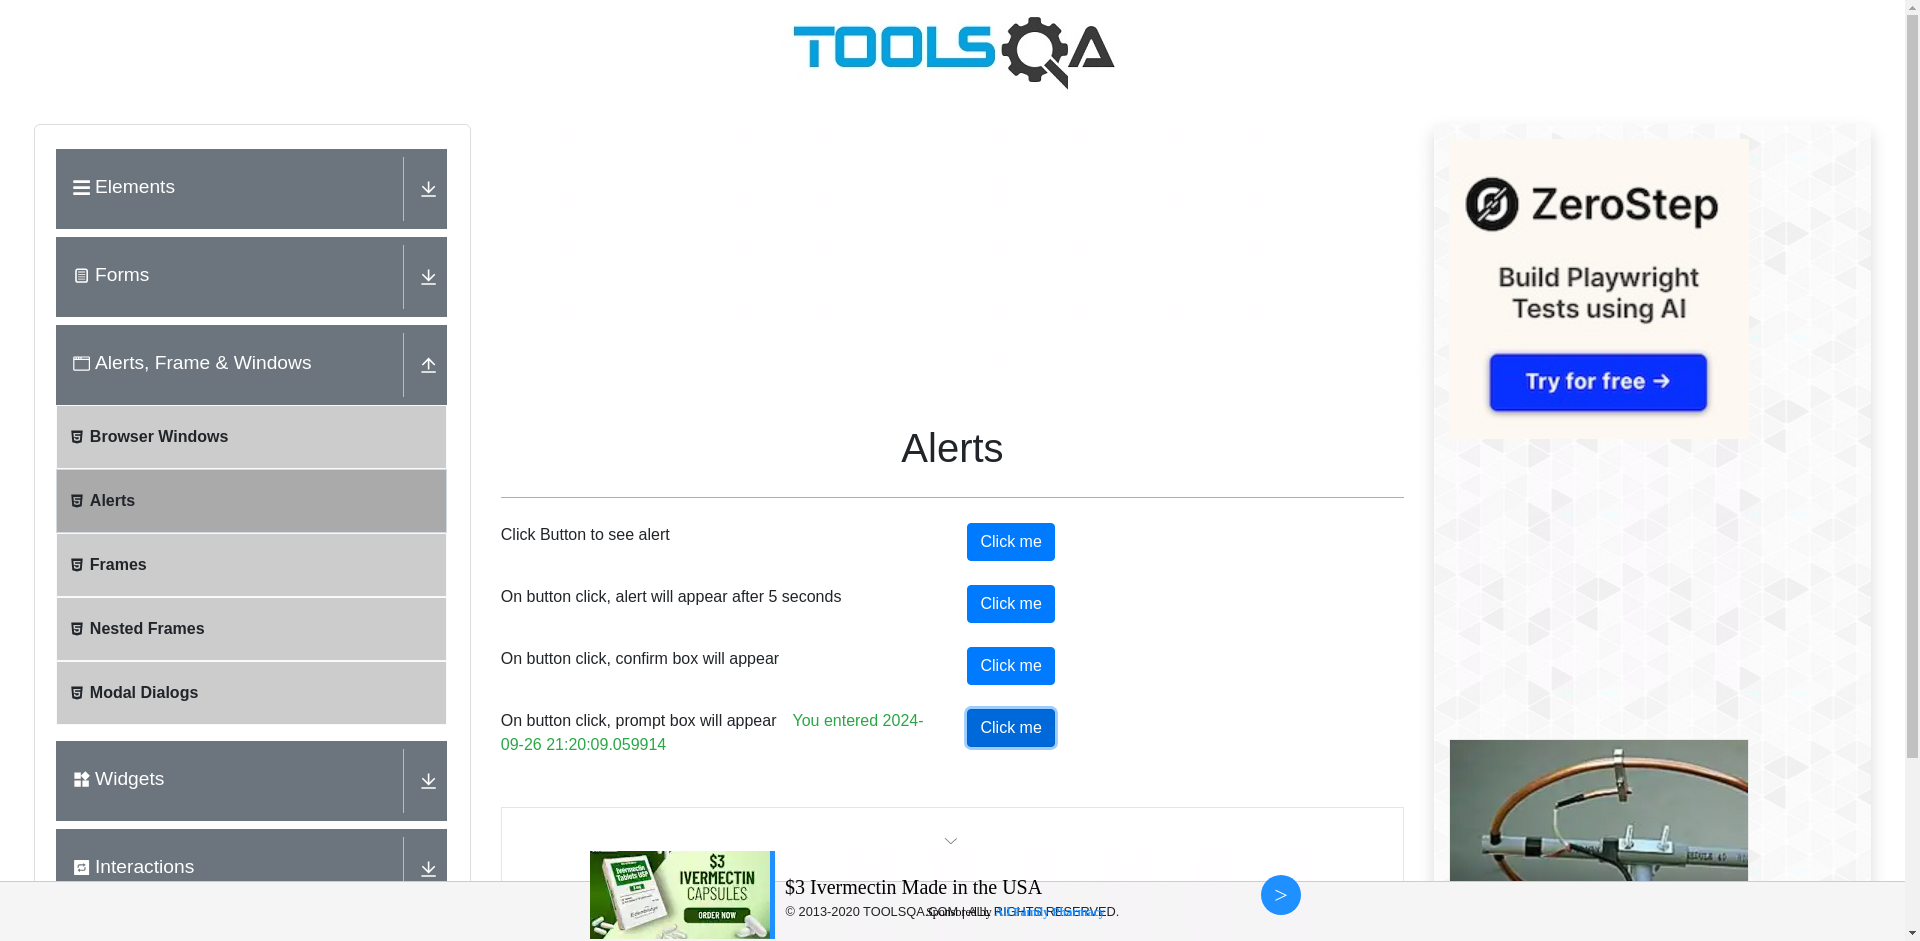 TOOLSQA
Elements
Forms
Alerts, Frame & Windows
Browser Windows
Alerts
Frames
Nested Frames
Modal Dialogs
Widgets
Interactions
Alerts
Click Button to see alert
Click me
On button click, alert will appear after 5 seconds
Click me
On button click, confirm box will appear
Click me
On button click, prompt box will appear You entered 2024-
09-26 21:20:09.059914
Click me
ZeroStep
Build Playwright
Tests using AI
Try for free →
$3
IVERMECTIN
CAPSULES
ORDER NOW
Ivermectin
Tablets USP
$3 Ivermectin Made in the USA
© 2013-2020 TOOLSQA.COM | ALL RIGHTS RESERVED.
>